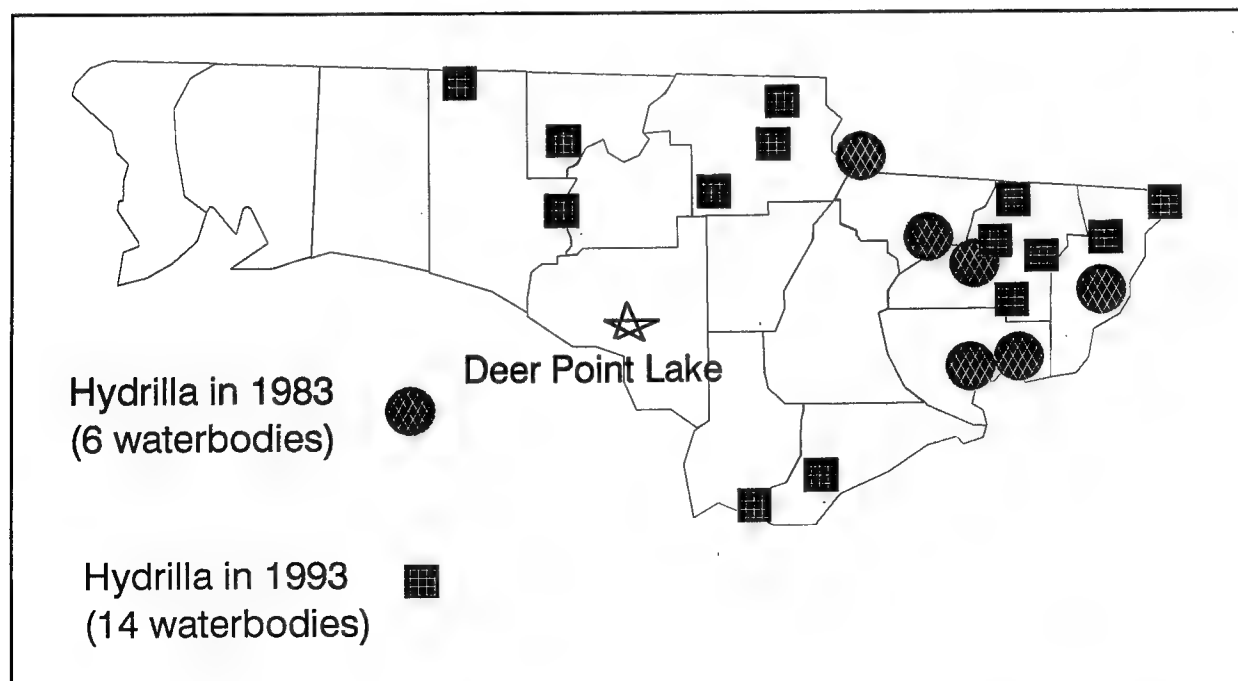 Deer Point Lake
Hydrilla in 1983
(6 waterbodies)
Hydrilla in 1993
(14 waterbodies)